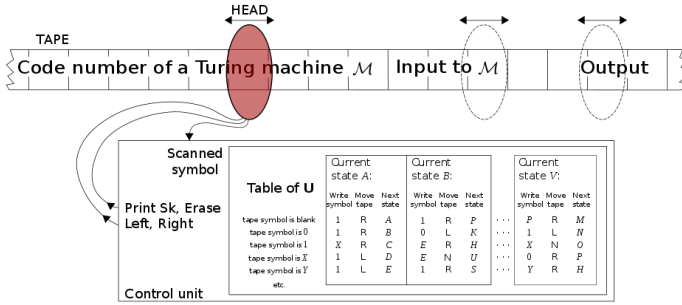 HEAD
TAPE
Code number of a Turing machine ℳ Input to ℳ Output
Scanned
symbol
Print Sk, Erase
Left, Right
Control unit
Table of U
Current Current Current
state A: state B: state V:
Write Move Next Write Move Next Write Move Next
symbol tape state symbol tape state symbol tape state
tape symbol is blank 1 R A 1 R P ··· P R M
tape symbol is 0 1 R B 0 L K ··· 1 L N
tape symbol is 1 X R C E R H ··· X N O
tape symbol is X 1 L D E N U ··· 0 R P
tape symbol is Y 1 L E 1 R S ··· Y R H
etc.